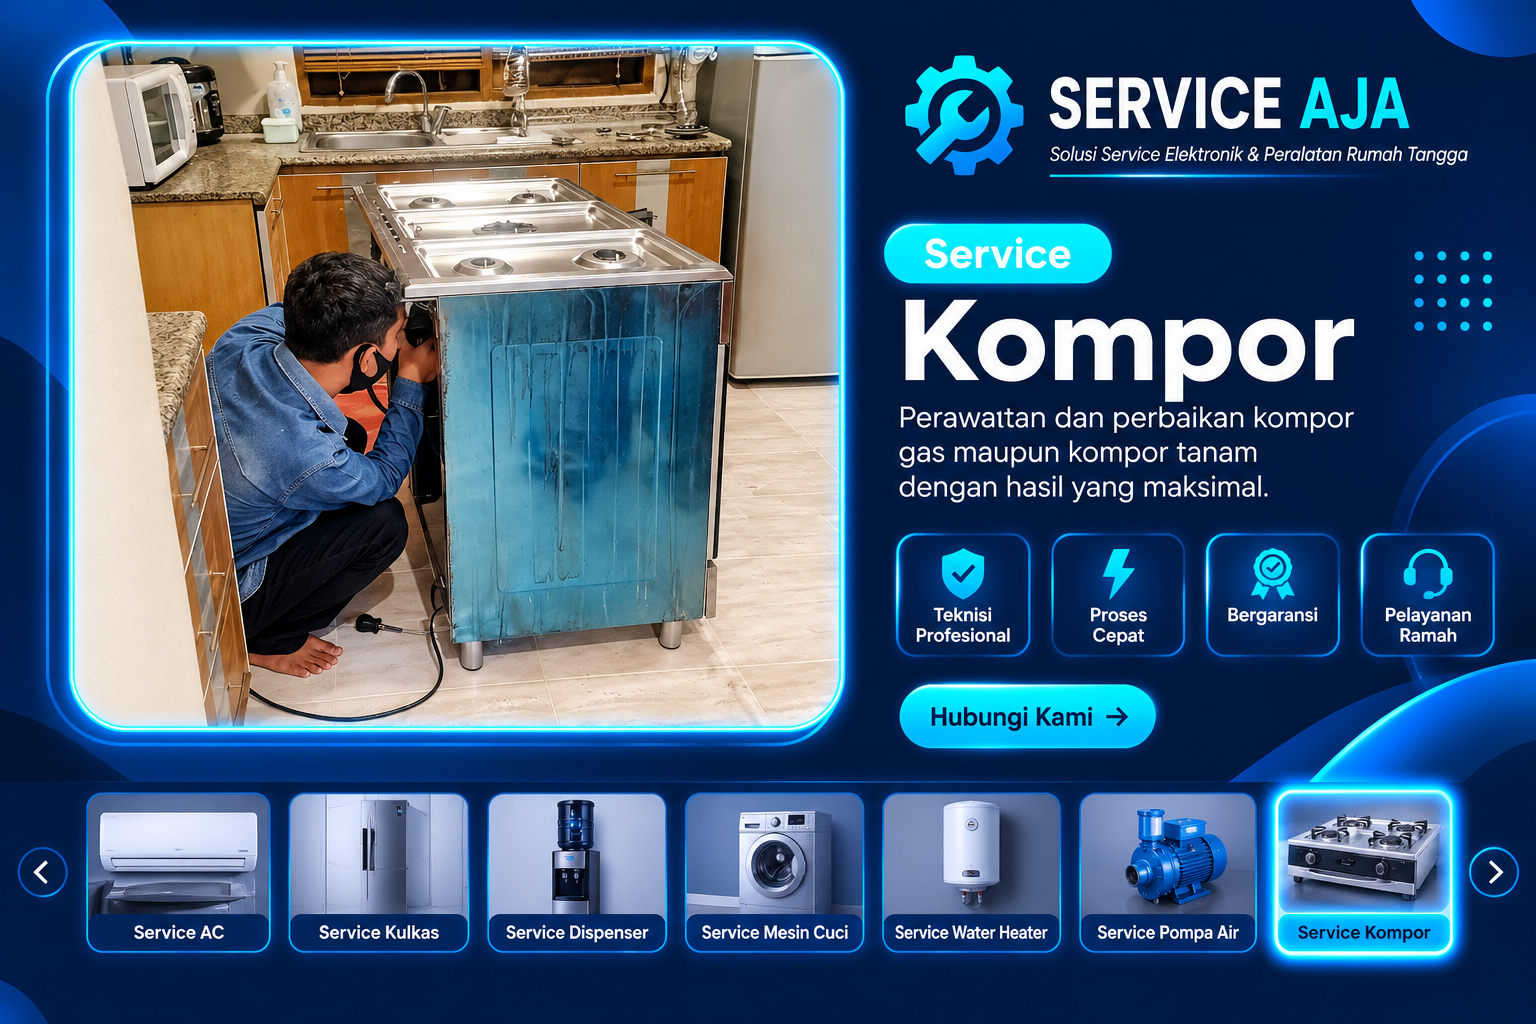 SERVICE AJA
Solusi Service Elektronik & Peralatan Rumah Tangga
Service
Kompor
Perawattan dan perbaikan kompor
gas maupun kompor tanam
dengan hasil yang maksimal.
Teknisi
Profesional
Proses
Cepat
Bergaransi
Pelayanan
Ramah
Hubungi Kami →
Service AC
Service Kulkas
Service Dispenser
Service Mesin Cuci
Service Water Heater
Service Pompa Air
Service Kompor